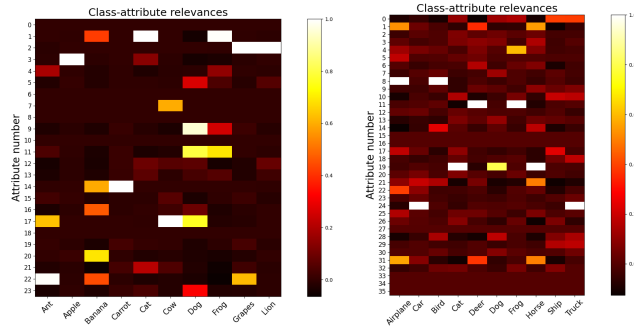 Class-attribute relevances
Attribute number
0
1
2
3
4
5
6
7
8
9
10
11
12
13
14
15
16
17
18
19
20
21
22
23
Ant
Apple
Banana
Carrot
Cat
Cow
Dog
Frog
Grapes
Lion
1.0
0.8
0.6
0.4
0.2
0.0
Class-attribute relevances
Attribute number
0
1
2
3
4
5
6
7
8
9
10
11
12
13
14
15
16
17
18
19
20
21
22
23
24
25
26
27
28
29
30
31
32
33
34
35
Airplane
Car
Bird
Cat
Deer
Dog
Frog
Horse
Ship
Truck